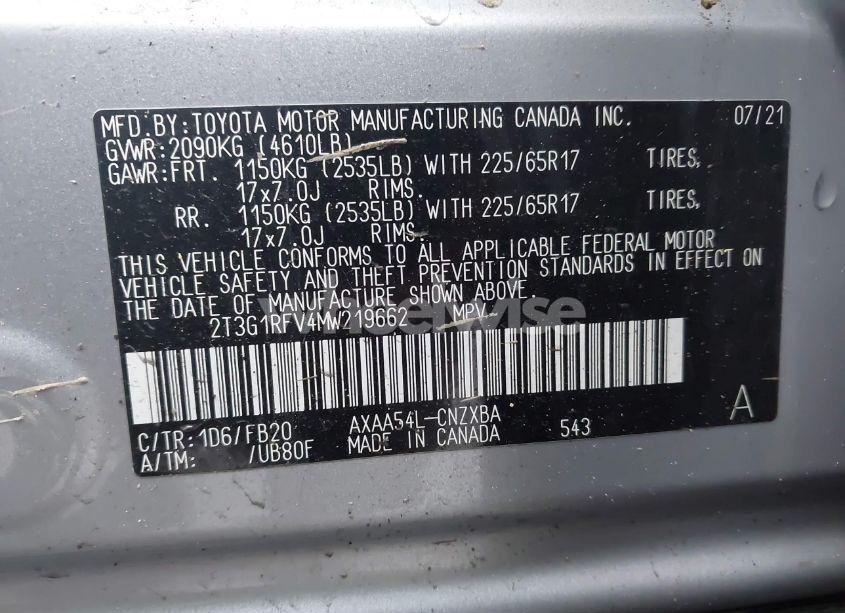 MFD.BY:TOYOTA MOTOR MANUFACTURING CANADA INC. 07/21
GVWR:2090KG (4610LB)
GAWR:FRT. 1150KG (2535LB) WITH 225/65R17 TIRES,
17x7.0J RIMS.
RR. 1150KG (2535LB) WITH 225/65R17 TIRES,
17x7.0J RIMS.
THIS VEHICLE CONFORMS TO ALL APPLICABLE FEDERAL MOTOR
VEHICLE SAFETY AND THEFT PREVENTION STANDARDS IN EFFECT ON
THE DATE OF MANUFACTURE SHOWN ABOVE.
wheelwise
2T3G1RFV4MW219662 MPV-
C/TR:1D6/FB20 AXAA54L-CNZXBA A
A/TM: /UB80F MADE IN CANADA 543